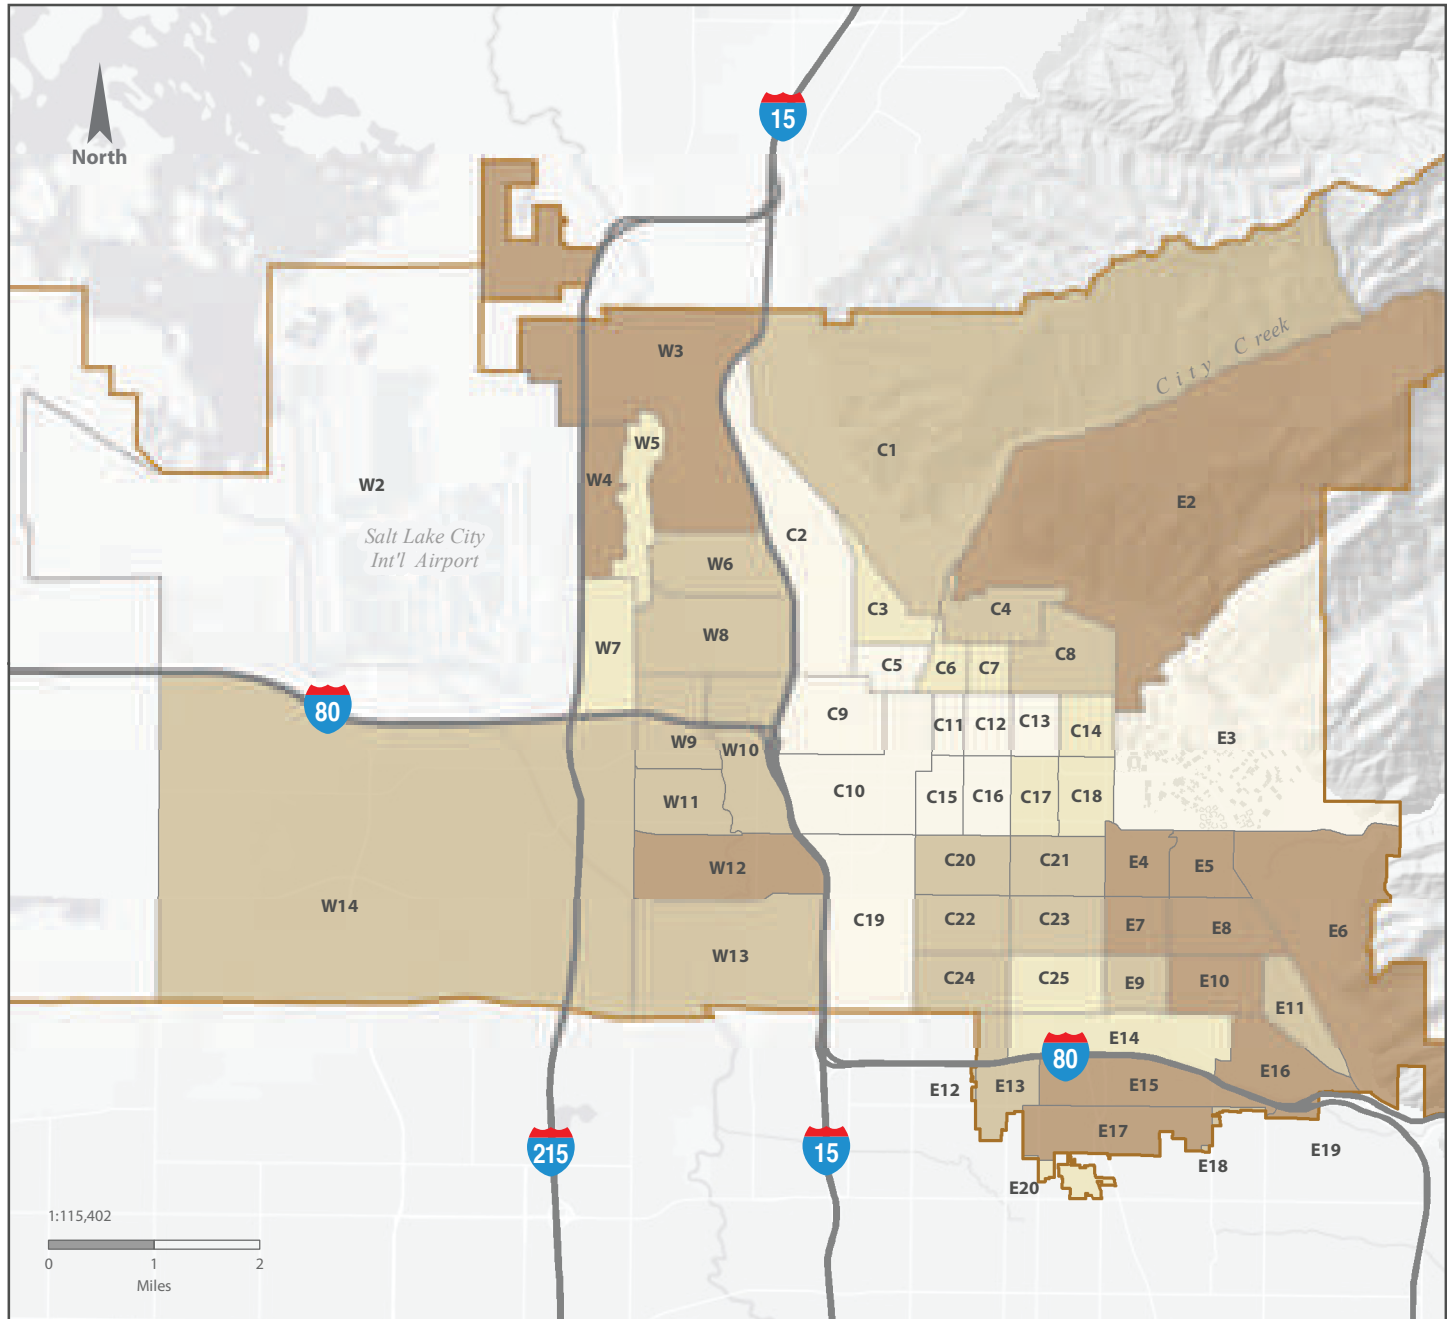 15
North
City Creek
W3
W5
C1
W4
W2
E2
Salt Lake City
Int'l Airport
C2
W6
C3
C4
W8
W7
C8
C5
C6
C7
80
C9
C11
C12
C13
C14
E3
W9
W10
C10
C15
C16
C17
C18
W11
W12
C20
C21
E4
E5
W14
C19
C22
C23
E7
E8
E6
W13
C24
C25
E9
E10
E11
E14
80
E12
E13
E15
E16
E17
215
15
E18
E19
E20
1:115,402
0 1 2
Miles